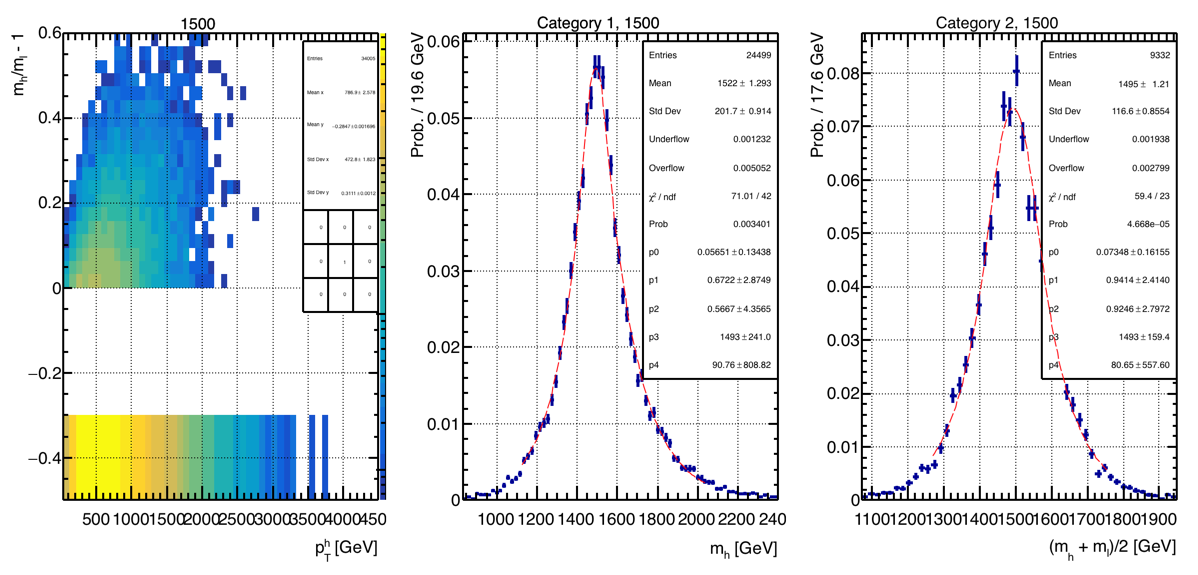 1500
m_h/m_l - 1
0.6
0.4
0.2
0
−0.2
−0.4
500 1000 1500 2000 2500 3000 3500 4000 450
p_T^h [GeV]
Entries 34005
Mean x 786.9 ± 2.578
Mean y −0.2847 ± 0.001696
Std Dev x 472.8 ± 1.823
Std Dev y 0.3111 ± 0.0012
0 0 0
0 1 0
0 0 0
Category 1, 1500
Prob. / 19.6 GeV
0.06
0.05
0.04
0.03
0.02
0.01
0
1000 1200 1400 1600 1800 2000 2200 240
m_h [GeV]
Entries 24499
Mean 1522 ± 1.293
Std Dev 201.7 ± 0.914
Underflow 0.001232
Overflow 0.005052
χ² / ndf 71.01 / 42
Prob 0.003401
p0 0.05651 ± 0.13438
p1 0.6722 ± 2.8749
p2 0.5667 ± 4.3565
p3 1493 ± 241.0
p4 90.76 ± 808.82
Category 2, 1500
Prob. / 17.6 GeV
0.08
0.07
0.06
0.05
0.04
0.03
0.02
0.01
0
1100 1200 1300 1400 1500 1600 1700 1800 1900
(m_h + m_l)/2 [GeV]
Entries 9332
Mean 1495 ± 1.21
Std Dev 116.6 ± 0.8554
Underflow 0.001938
Overflow 0.002799
χ² / ndf 59.4 / 23
Prob 4.668e−05
p0 0.07348 ± 0.16155
p1 0.9414 ± 2.4140
p2 0.9246 ± 2.7972
p3 1493 ± 159.4
p4 80.65 ± 557.60